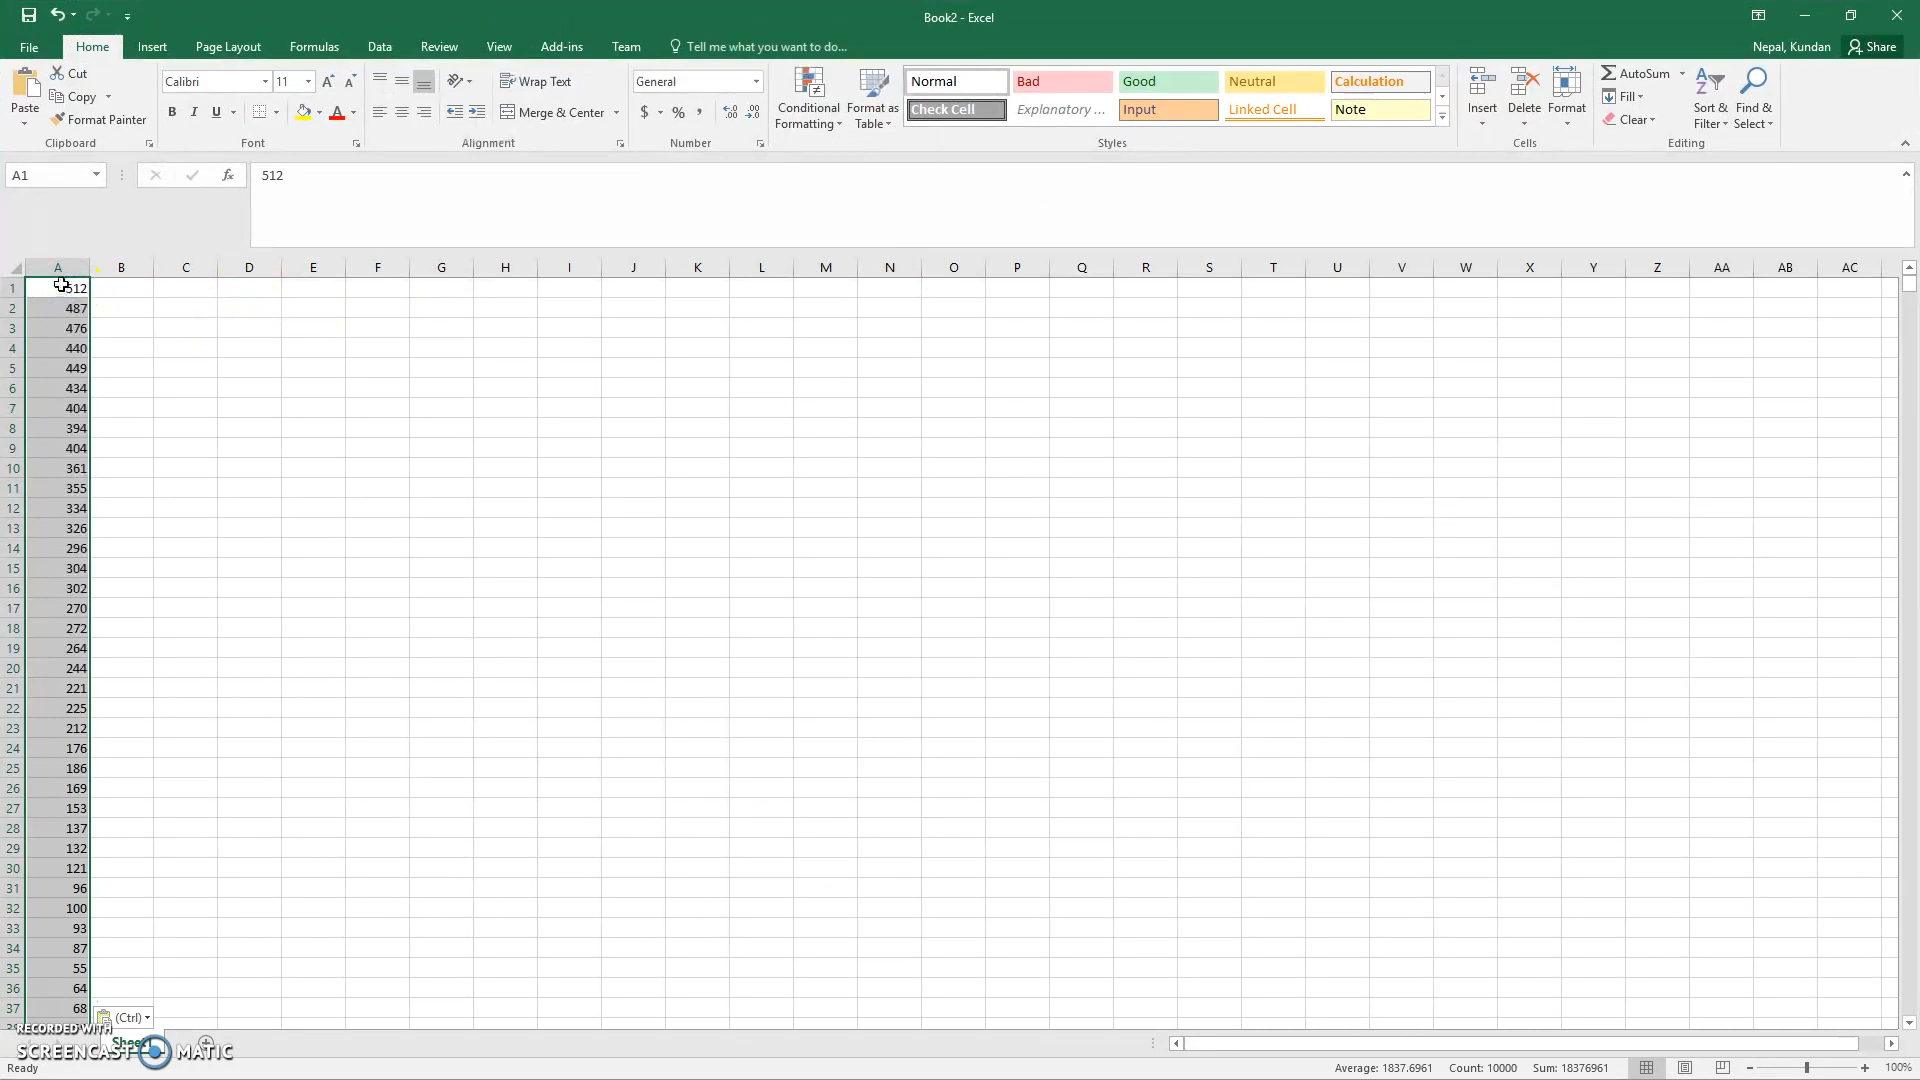 Book2 - Excel
File Home Insert Page Layout Formulas Data Review View Add-ins Team Tell me what you want to do... Nepal, Kundan Share
Paste
Cut
Copy
Format Painter
Clipboard
Calibri 11
B I U
Font
Wrap Text
Merge & Center
Alignment
General
$ % ,
Number
Conditional Formatting
Format as Table
Normal Bad Good Neutral Calculation
Check Cell Explanatory ... Input Linked Cell Note
Styles
Insert Delete Format
Cells
AutoSum
Fill
Clear
Sort & Filter
Find & Select
Editing
A1 fx 512
A B C D E F G H I J K L M N O P Q R S T U V W X Y Z AA AB AC
1 512
2 487
3 476
4 440
5 449
6 434
7 404
8 394
9 404
10 361
11 355
12 334
13 326
14 296
15 304
16 302
17 270
18 272
19 264
20 244
21 221
22 225
23 212
24 176
25 186
26 169
27 153
28 137
29 132
30 121
31 96
32 100
33 93
34 87
35 55
36 64
37 68
(Ctrl)
RECORDED WITH
SCREENCAST MATIC
Ready
Average: 1837.6961 Count: 10000 Sum: 18376961 100%